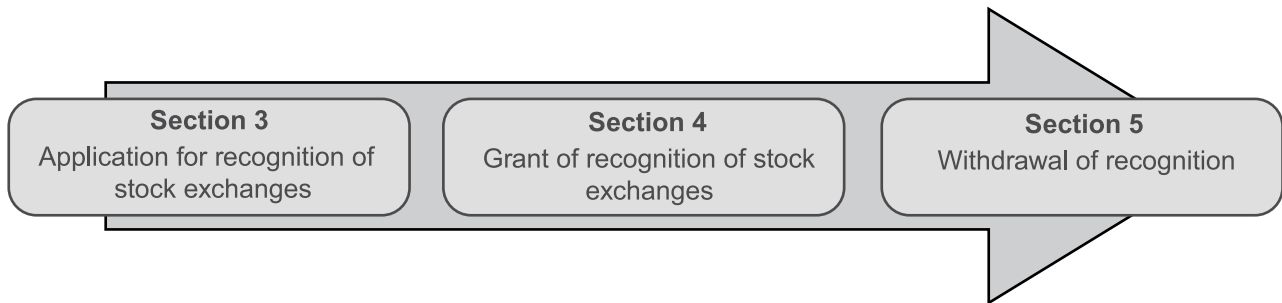 Section 3
Application for recognition of
stock exchanges
Section 4
Grant of recognition of stock
exchanges
Section 5
Withdrawal of recognition